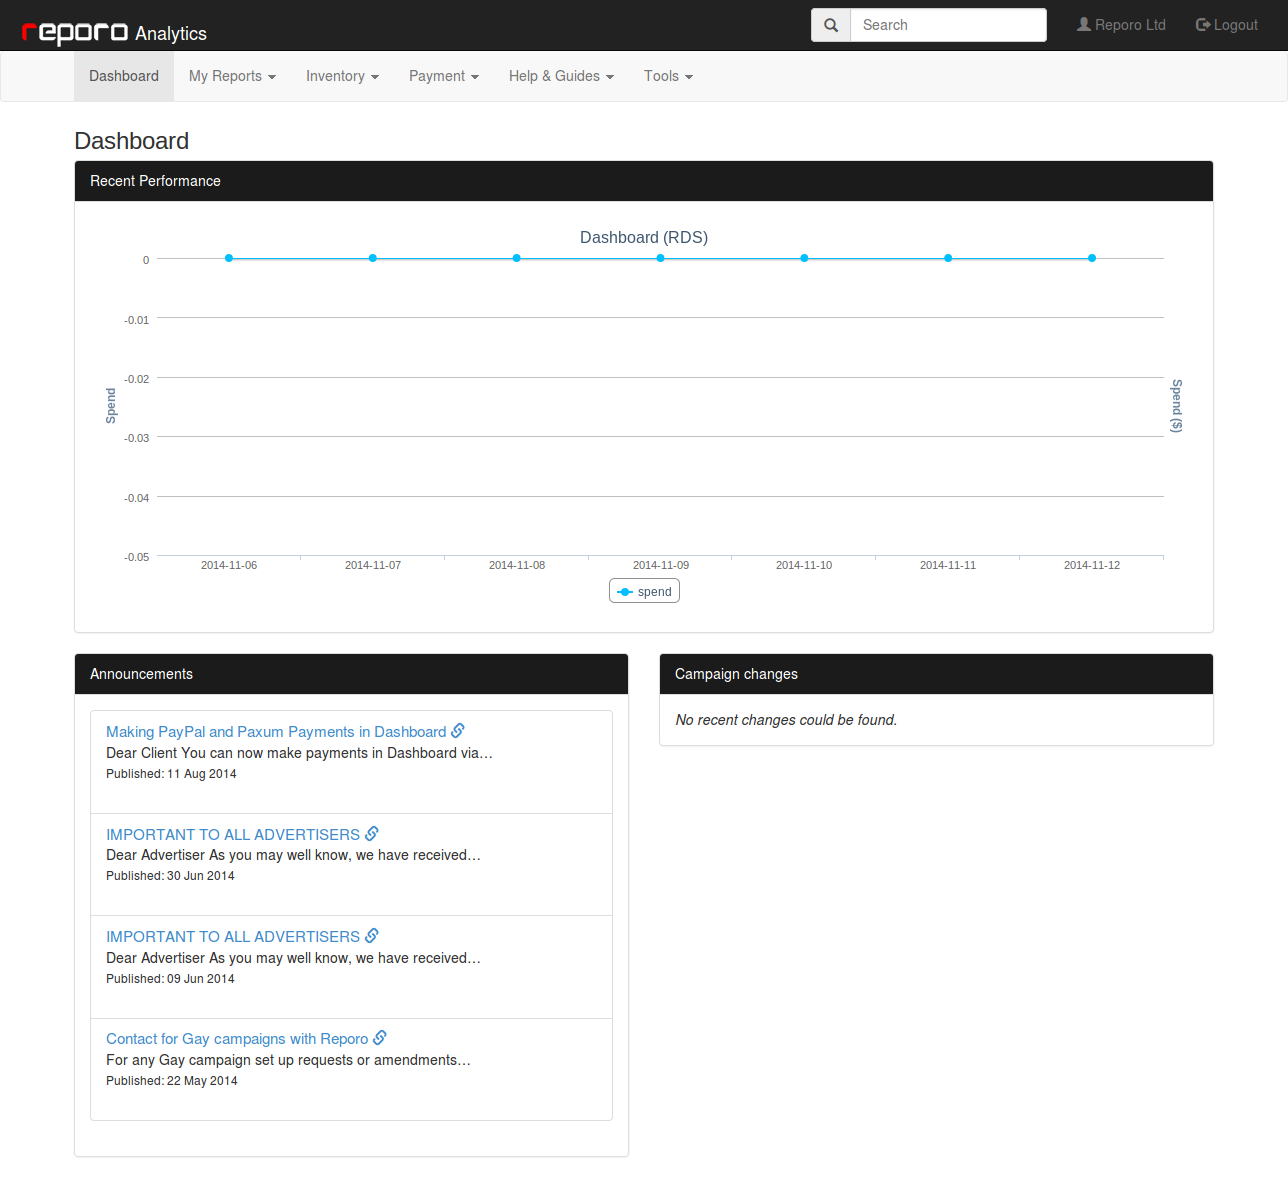 reporo Analytics
Search
Reporo Ltd
Logout
Dashboard
My Reports
Inventory
Payment
Help & Guides
Tools
Dashboard
Recent Performance
Dashboard (RDS)
0
-0.01
-0.02
-0.03
-0.04
-0.05
Spend
Spend ($)
2014-11-06
2014-11-07
2014-11-08
2014-11-09
2014-11-10
2014-11-11
2014-11-12
spend
Announcements
Making PayPal and Paxum Payments in Dashboard
Dear Client You can now make payments in Dashboard via…
Published: 11 Aug 2014
IMPORTANT TO ALL ADVERTISERS
Dear Advertiser As you may well know, we have received…
Published: 30 Jun 2014
IMPORTANT TO ALL ADVERTISERS
Dear Advertiser As you may well know, we have received…
Published: 09 Jun 2014
Contact for Gay campaigns with Reporo
For any Gay campaign set up requests or amendments…
Published: 22 May 2014
Campaign changes
No recent changes could be found.